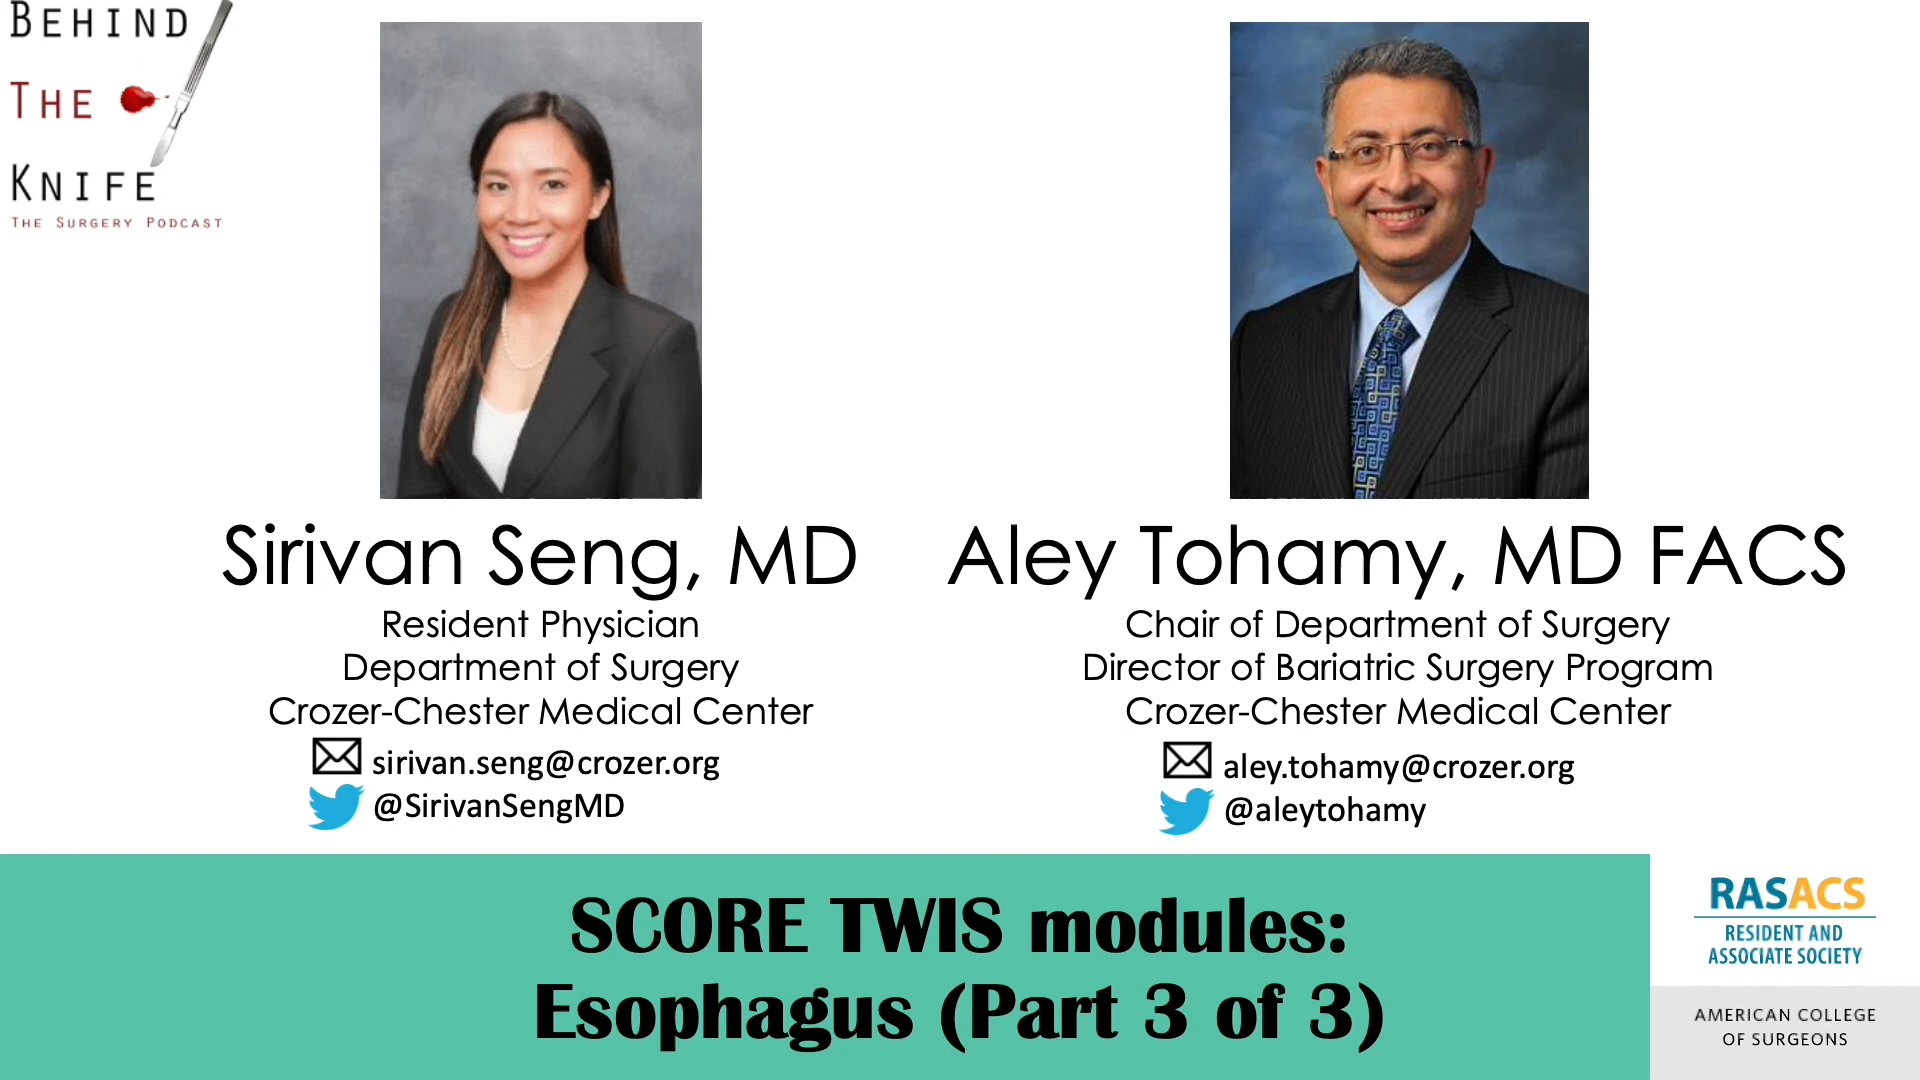 BEHIND
THE
KNIFE
THE SURGERY PODCAST
Sirivan Seng, MD
Resident Physician
Department of Surgery
Crozer-Chester Medical Center
sirivan.seng@crozer.org
@SirivanSengMD
Aley Tohamy, MD FACS
Chair of Department of Surgery
Director of Bariatric Surgery Program
Crozer-Chester Medical Center
aley.tohamy@crozer.org
@aleytohamy
SCORE TWIS modules:
Esophagus (Part 3 of 3)
RASACS
RESIDENT AND
ASSOCIATE SOCIETY
AMERICAN COLLEGE
OF SURGEONS